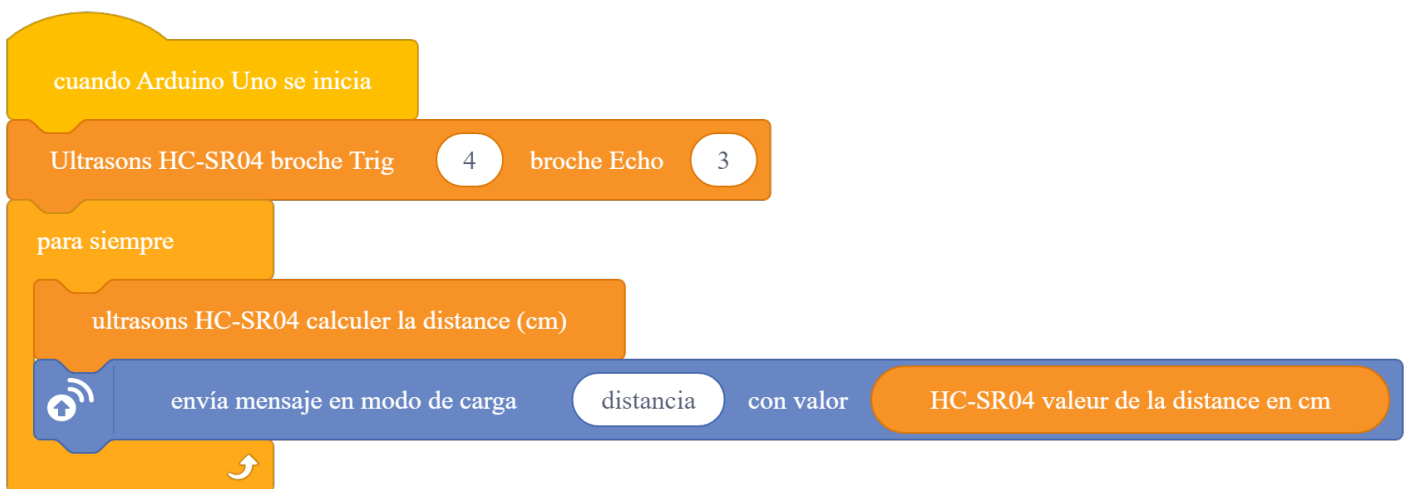 cuando Arduino Uno se inicia
Ultrasons HC-SR04 broche Trig 4 broche Echo 3
para siempre
ultrasons HC-SR04 calculer la distance (cm)
envía mensaje en modo de carga distancia con valor HC-SR04 valeur de la distance en cm